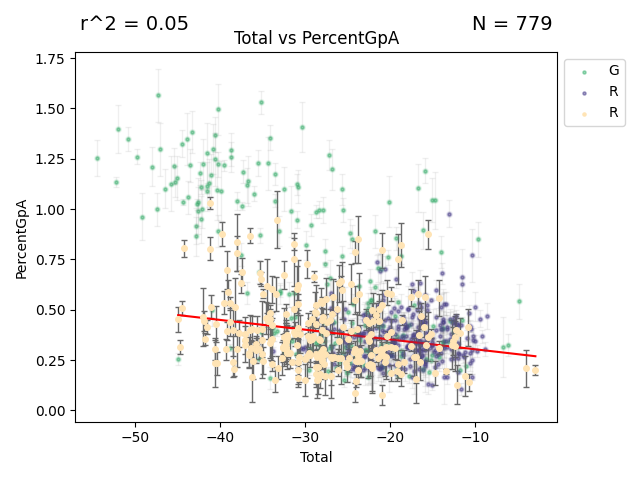 r^2 = 0.05 N = 779
Total vs PercentGpA
1.75
1.50
1.25
1.00
0.75
0.50
0.25
0.00
PercentGpA
−50 −40 −30 −20 −10
Total
G
R
R